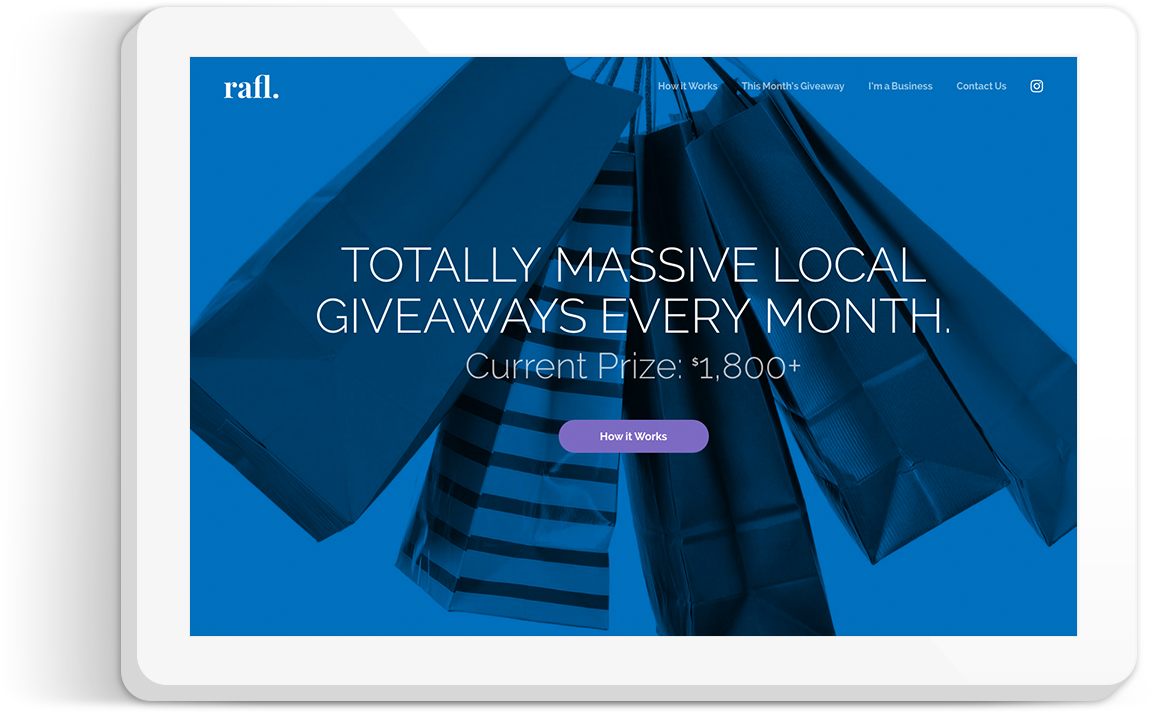 rafl.
How it Works This Month's Giveaway I'm a Business Contact Us
TOTALLY MASSIVE LOCAL
GIVEAWAYS EVERY MONTH.
Current Prize: $1,800+
How it Works